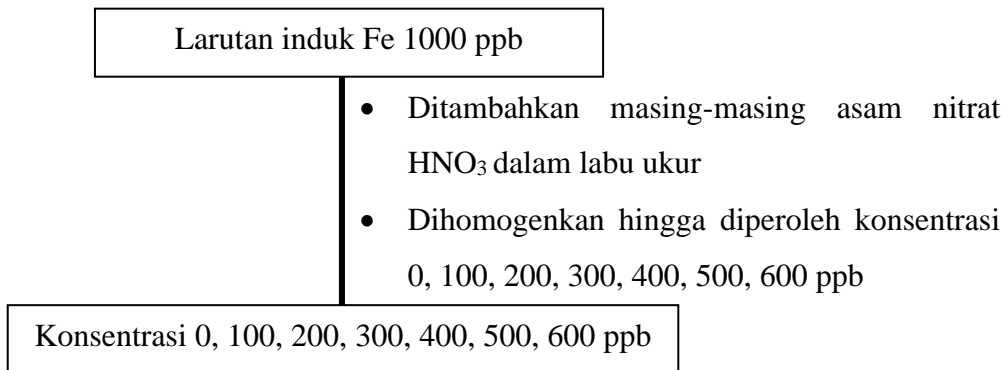 Larutan induk Fe 1000 ppb
• Ditambahkan masing-masing asam nitrat
HNO₃ dalam labu ukur
• Dihomogenkan hingga diperoleh konsentrasi
0, 100, 200, 300, 400, 500, 600 ppb
Konsentrasi 0, 100, 200, 300, 400, 500, 600 ppb